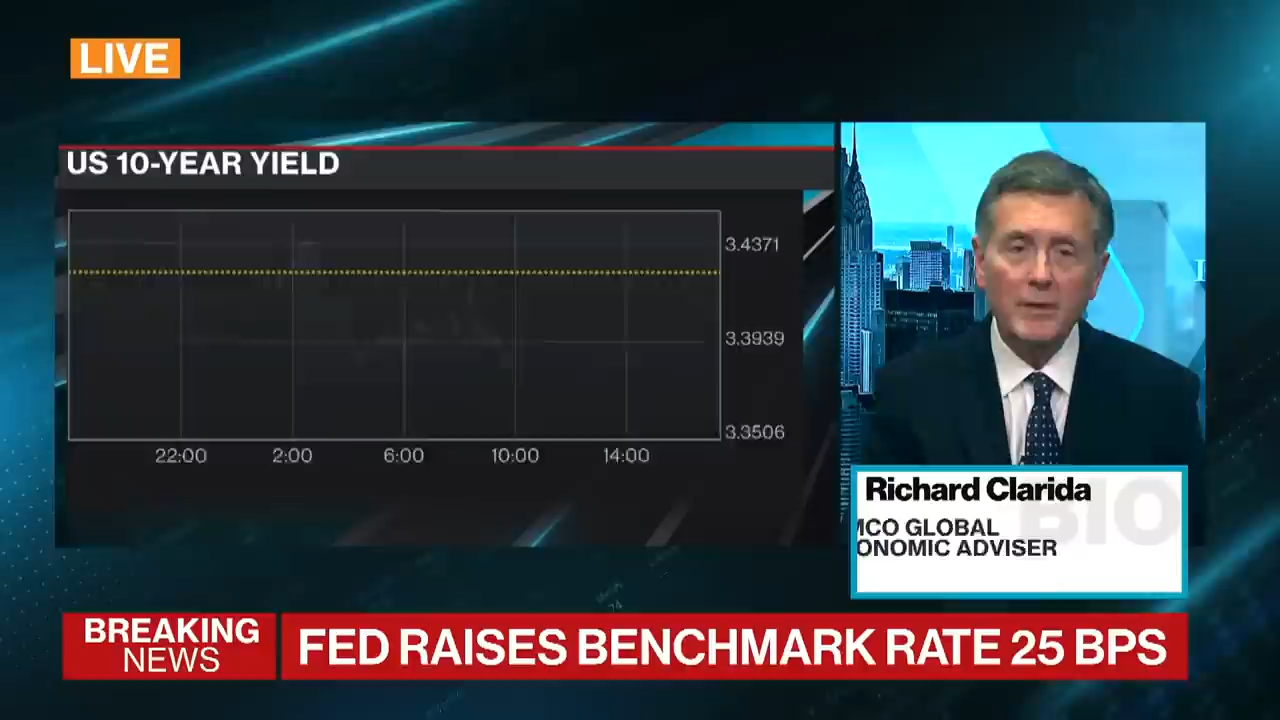 LIVE
US 10-YEAR YIELD
3.4371
3.3939
3.3506
22:00 2:00 6:00 10:00 14:00
BIO
Richard Clarida
MCO GLOBAL
ONOMIC ADVISER
BREAKING
NEWS
FED RAISES BENCHMARK RATE 25 BPS